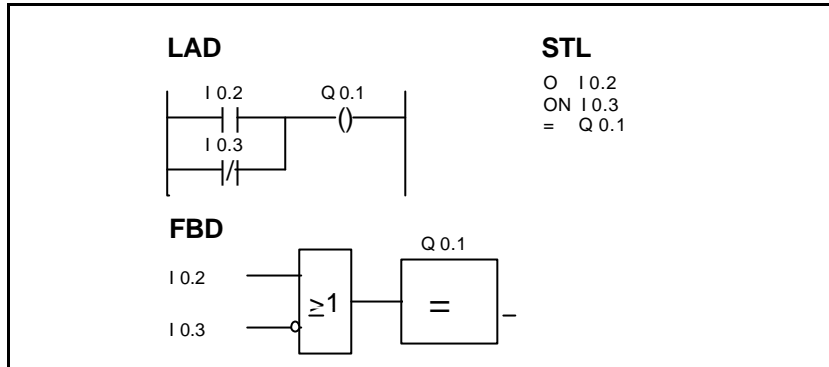 LAD
I 0.2
Q 0.1
()
I 0.3
/
STL
O I 0.2
ON I 0.3
= Q 0.1
FBD
Q 0.1
I 0.2
≥1
=
I 0.3